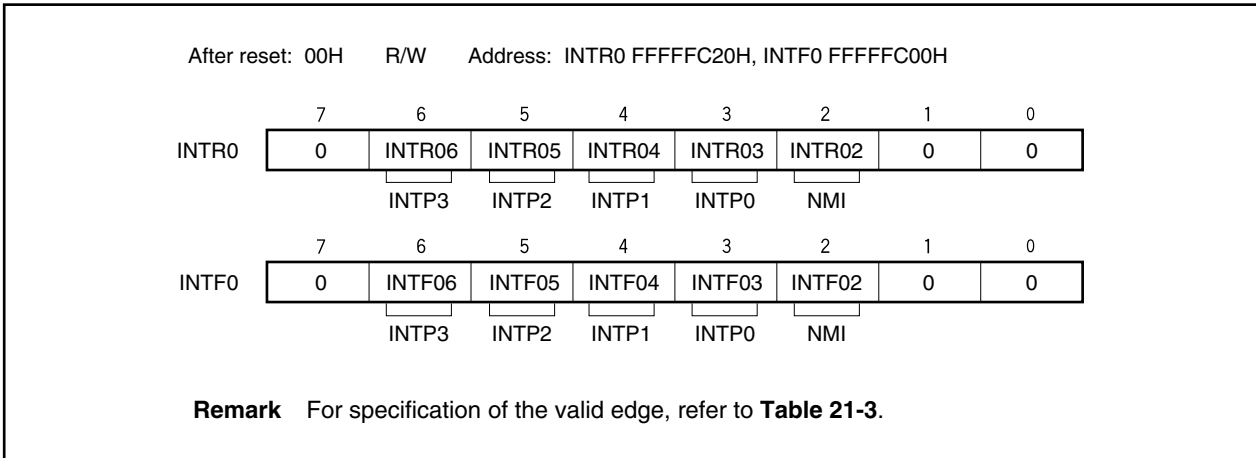 After reset: 00H R/W Address: INTR0 FFFFFC20H, INTF0 FFFFFC00H
7 6 5 4 3 2 1 0
INTR0 0 INTR06 INTR05 INTR04 INTR03 INTR02 0 0
INTP3 INTP2 INTP1 INTP0 NMI
7 6 5 4 3 2 1 0
INTF0 0 INTF06 INTF05 INTF04 INTF03 INTF02 0 0
INTP3 INTP2 INTP1 INTP0 NMI
Remark For specification of the valid edge, refer to Table 21-3.